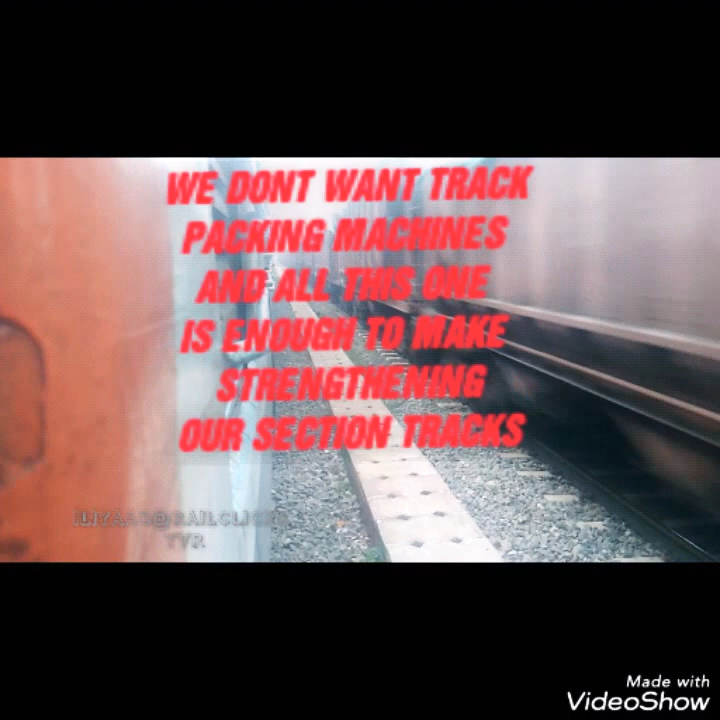 WE DONT WANT TRACK
PACKING MACHINES
AND ALL THIS ONE
IS ENOUGH TO MAKE
STRENGTHENING
OUR SECTION TRACKS
TVR
Made with
VideoShow